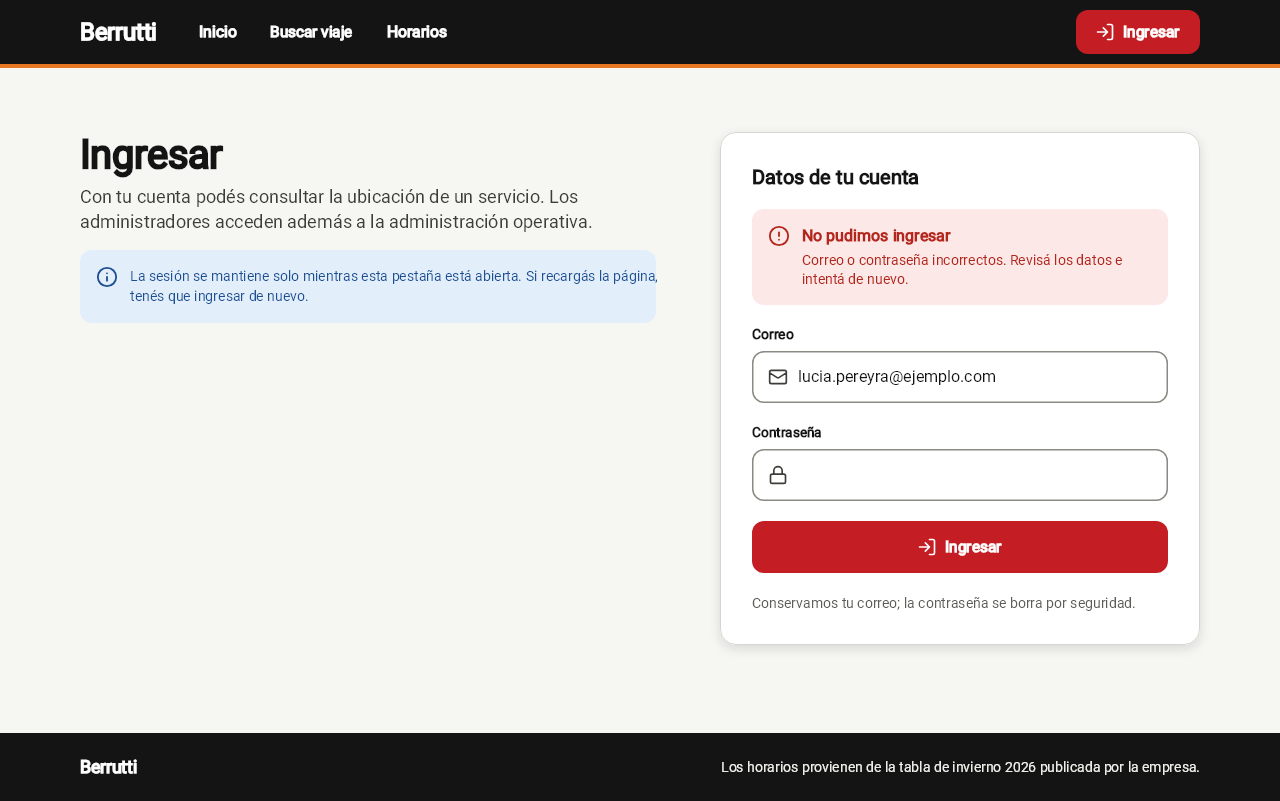 Berrutti
Inicio
Buscar viaje
Horarios
Ingresar
Ingresar
Con tu cuenta podés consultar la ubicación de un servicio. Los
administradores acceden además a la administración operativa.
La sesión se mantiene solo mientras esta pestaña está abierta. Si recargás la página,
tenés que ingresar de nuevo.
Datos de tu cuenta
No pudimos ingresar
Correo o contraseña incorrectos. Revisá los datos e
intentá de nuevo.
Correo
lucia.pereyra@ejemplo.com
Contraseña
Ingresar
Conservamos tu correo; la contraseña se borra por seguridad.
Berrutti
Los horarios provienen de la tabla de invierno 2026 publicada por la empresa.